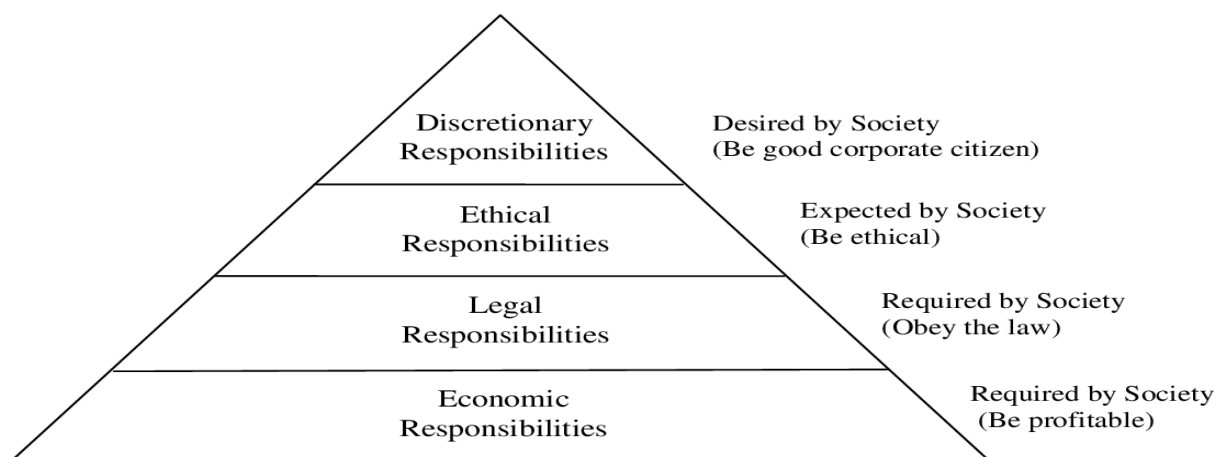 Discretionary
Responsibilities
Desired by Society
(Be good corporate citizen)
Ethical
Responsibilities
Expected by Society
(Be ethical)
Legal
Responsibilities
Required by Society
(Obey the law)
Economic
Responsibilities
Required by Society
(Be profitable)